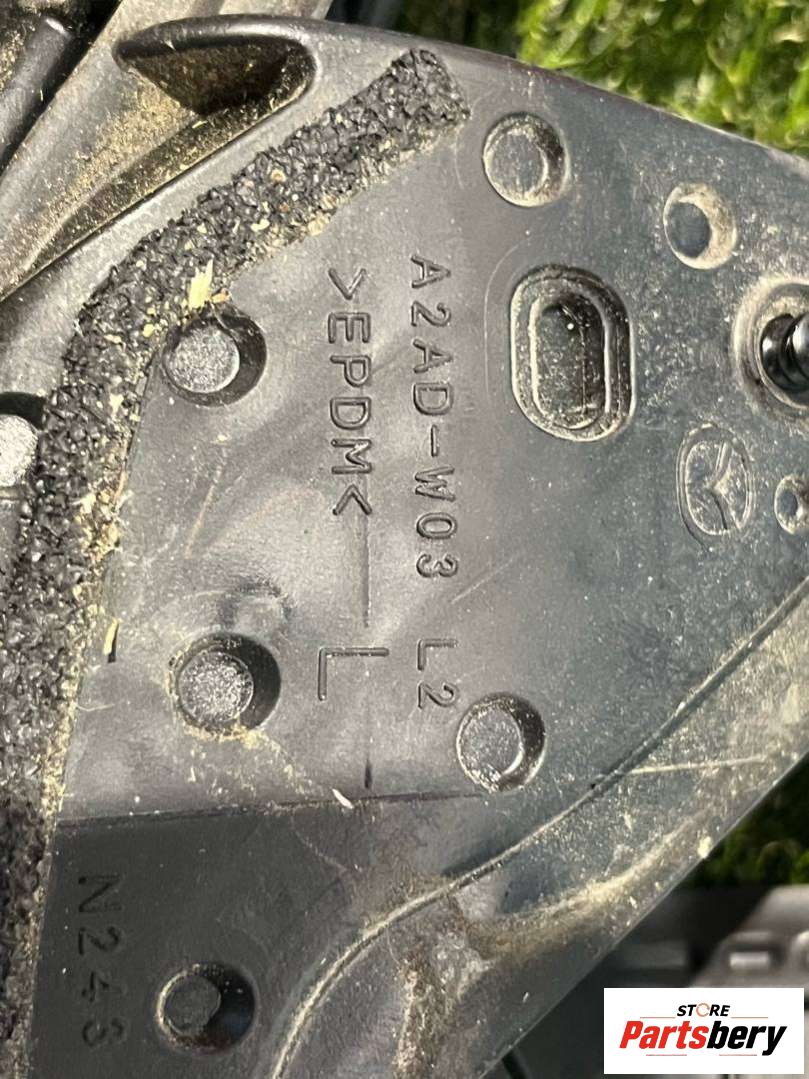 A2AD-W03 L2
>EPDM<
L
N243
STORE
Partsbery